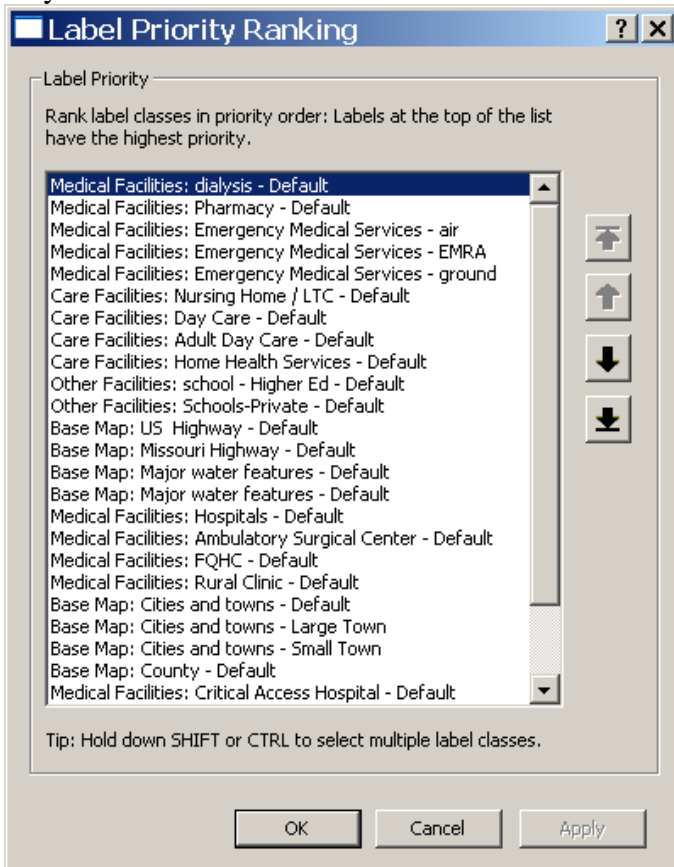 Label Priority Ranking
Label Priority
Rank label classes in priority order: Labels at the top of the list
have the highest priority.
Medical Facilities: dialysis - Default
Medical Facilities: Pharmacy - Default
Medical Facilities: Emergency Medical Services - air
Medical Facilities: Emergency Medical Services - EMRA
Medical Facilities: Emergency Medical Services - ground
Care Facilities: Nursing Home / LTC - Default
Care Facilities: Day Care - Default
Care Facilities: Adult Day Care - Default
Care Facilities: Home Health Services - Default
Other Facilities: school - Higher Ed - Default
Other Facilities: Schools-Private - Default
Base Map: US  Highway - Default
Base Map: Missouri Highway - Default
Base Map: Major water features - Default
Base Map: Major water features - Default
Medical Facilities: Hospitals - Default
Medical Facilities: Ambulatory Surgical Center - Default
Medical Facilities: FQHC - Default
Medical Facilities: Rural Clinic - Default
Base Map: Cities and towns - Default
Base Map: Cities and towns - Large Town
Base Map: Cities and towns - Small Town
Base Map: County - Default
Medical Facilities: Critical Access Hospital - Default
Tip: Hold down SHIFT or CTRL to select multiple label classes.
OK Cancel Apply